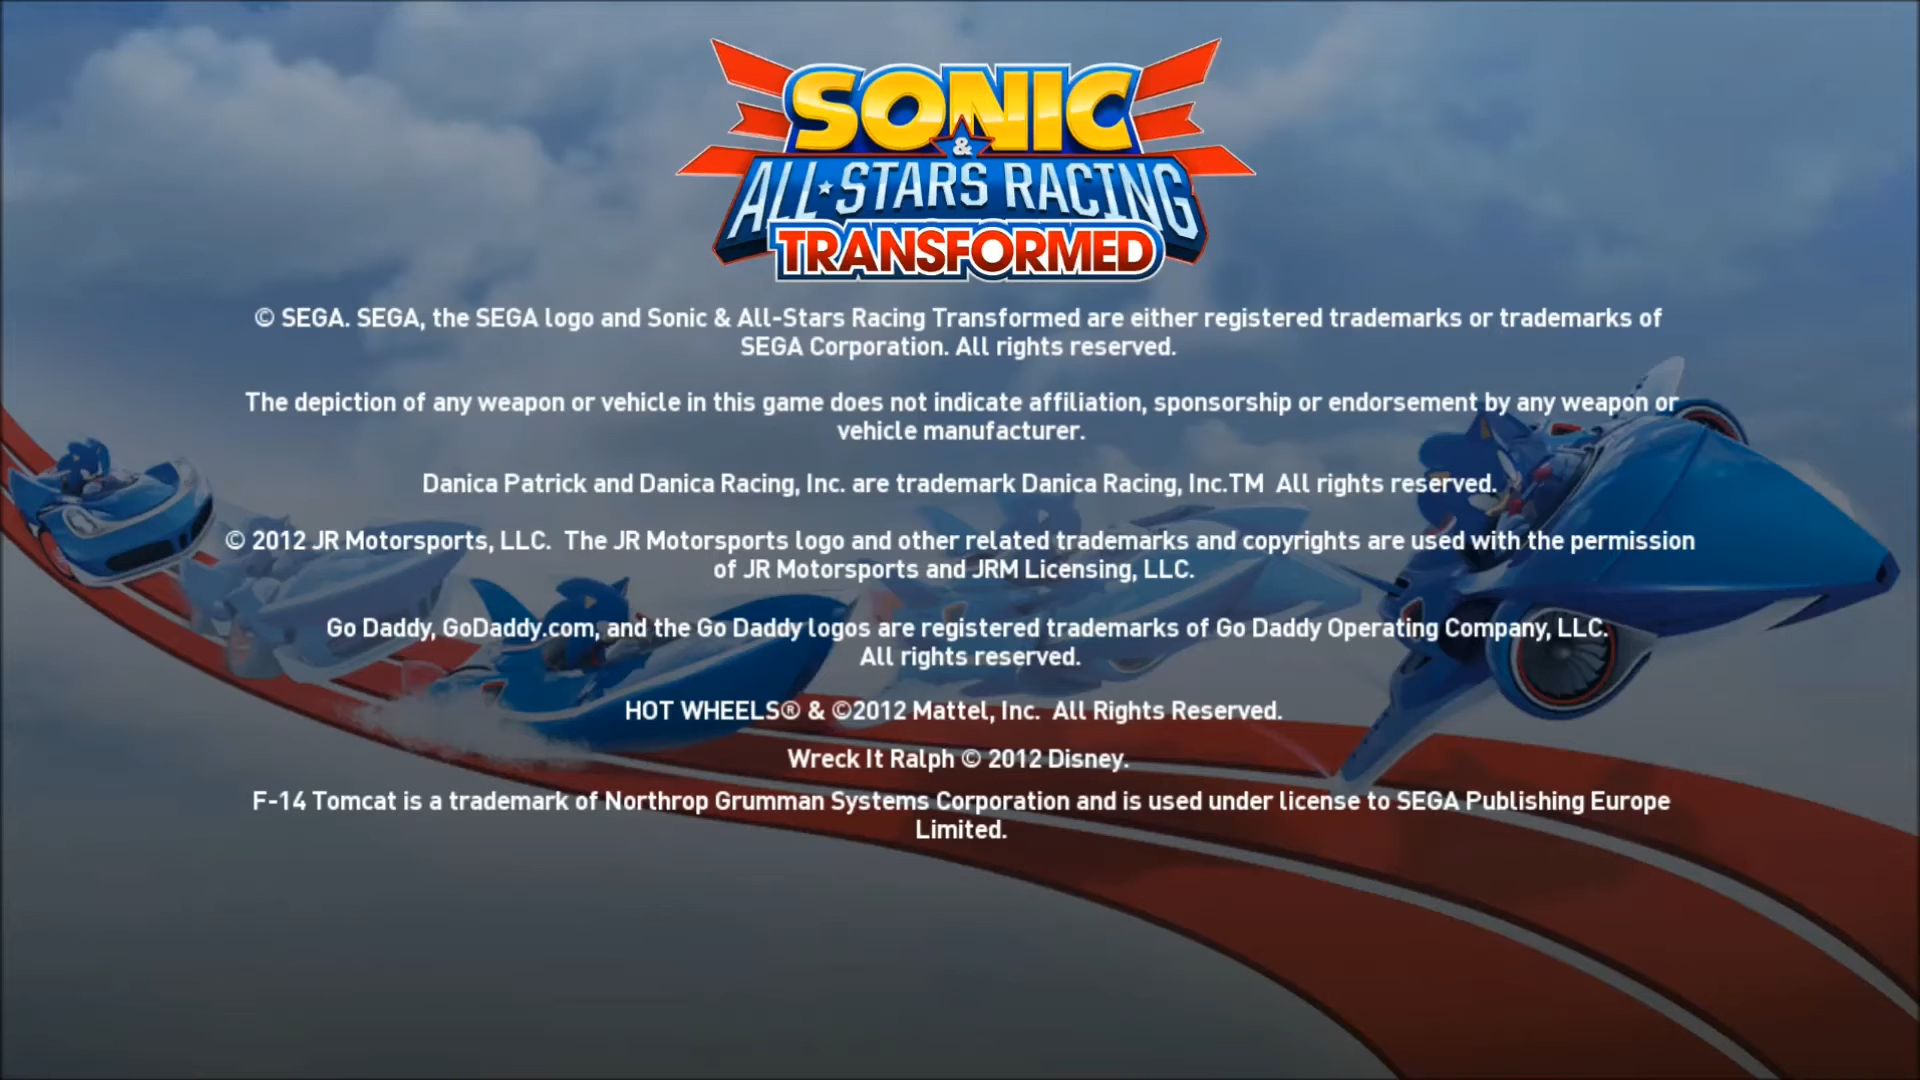 SONIC
&
ALL★STARS RACING
TRANSFORMED
© SEGA. SEGA, the SEGA logo and Sonic & All-Stars Racing Transformed are either registered trademarks or trademarks of
SEGA Corporation. All rights reserved.
The depiction of any weapon or vehicle in this game does not indicate affiliation, sponsorship or endorsement by any weapon or
vehicle manufacturer.
Danica Patrick and Danica Racing, Inc. are trademark Danica Racing, Inc.TM  All rights reserved.
© 2012 JR Motorsports, LLC.  The JR Motorsports logo and other related trademarks and copyrights are used with the permission
of JR Motorsports and JRM Licensing, LLC.
Go Daddy, GoDaddy.com, and the Go Daddy logos are registered trademarks of Go Daddy Operating Company, LLC.
All rights reserved.
HOT WHEELS® & ©2012 Mattel, Inc.  All Rights Reserved.
Wreck It Ralph © 2012 Disney.
F-14 Tomcat is a trademark of Northrop Grumman Systems Corporation and is used under license to SEGA Publishing Europe
Limited.